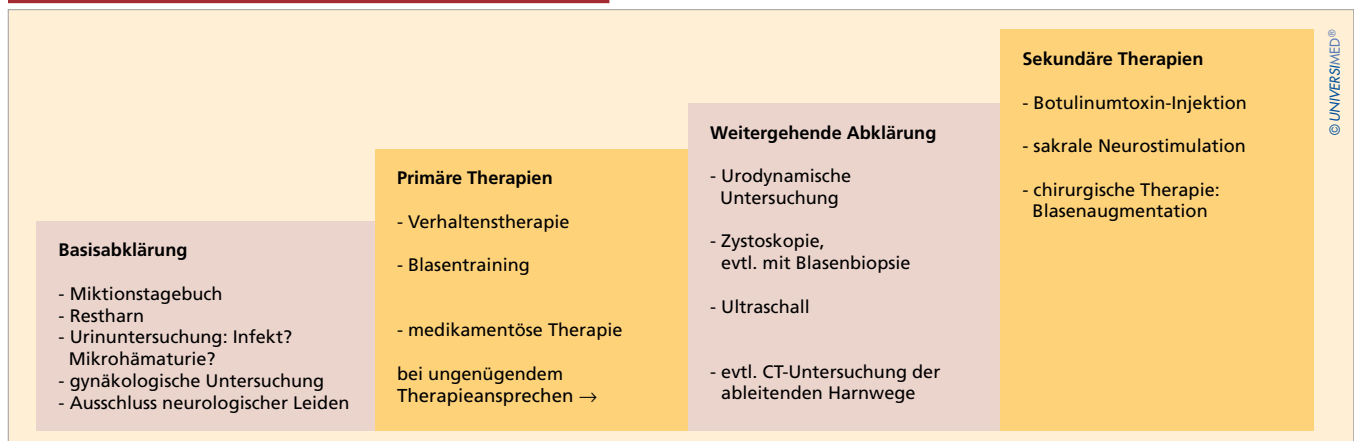 Basisabklärung
- Miktionstagebuch
- Restharn
- Urinuntersuchung: Infekt?
Mikrohämaturie?
- gynäkologische Untersuchung
- Ausschluss neurologischer Leiden
Primäre Therapien
- Verhaltenstherapie
- Blasentraining
- medikamentöse Therapie
bei ungenügendem
Therapieansprechen →
Weitergehende Abklärung
- Urodynamische
Untersuchung
- Zystoskopie,
evtl. mit Blasenbiopsie
- Ultraschall
- evtl. CT-Untersuchung der
ableitenden Harnwege
Sekundäre Therapien
- Botulinumtoxin-Injektion
- sakrale Neurostimulation
- chirurgische Therapie:
Blasenaugmentation
© UNIVERSIMED®